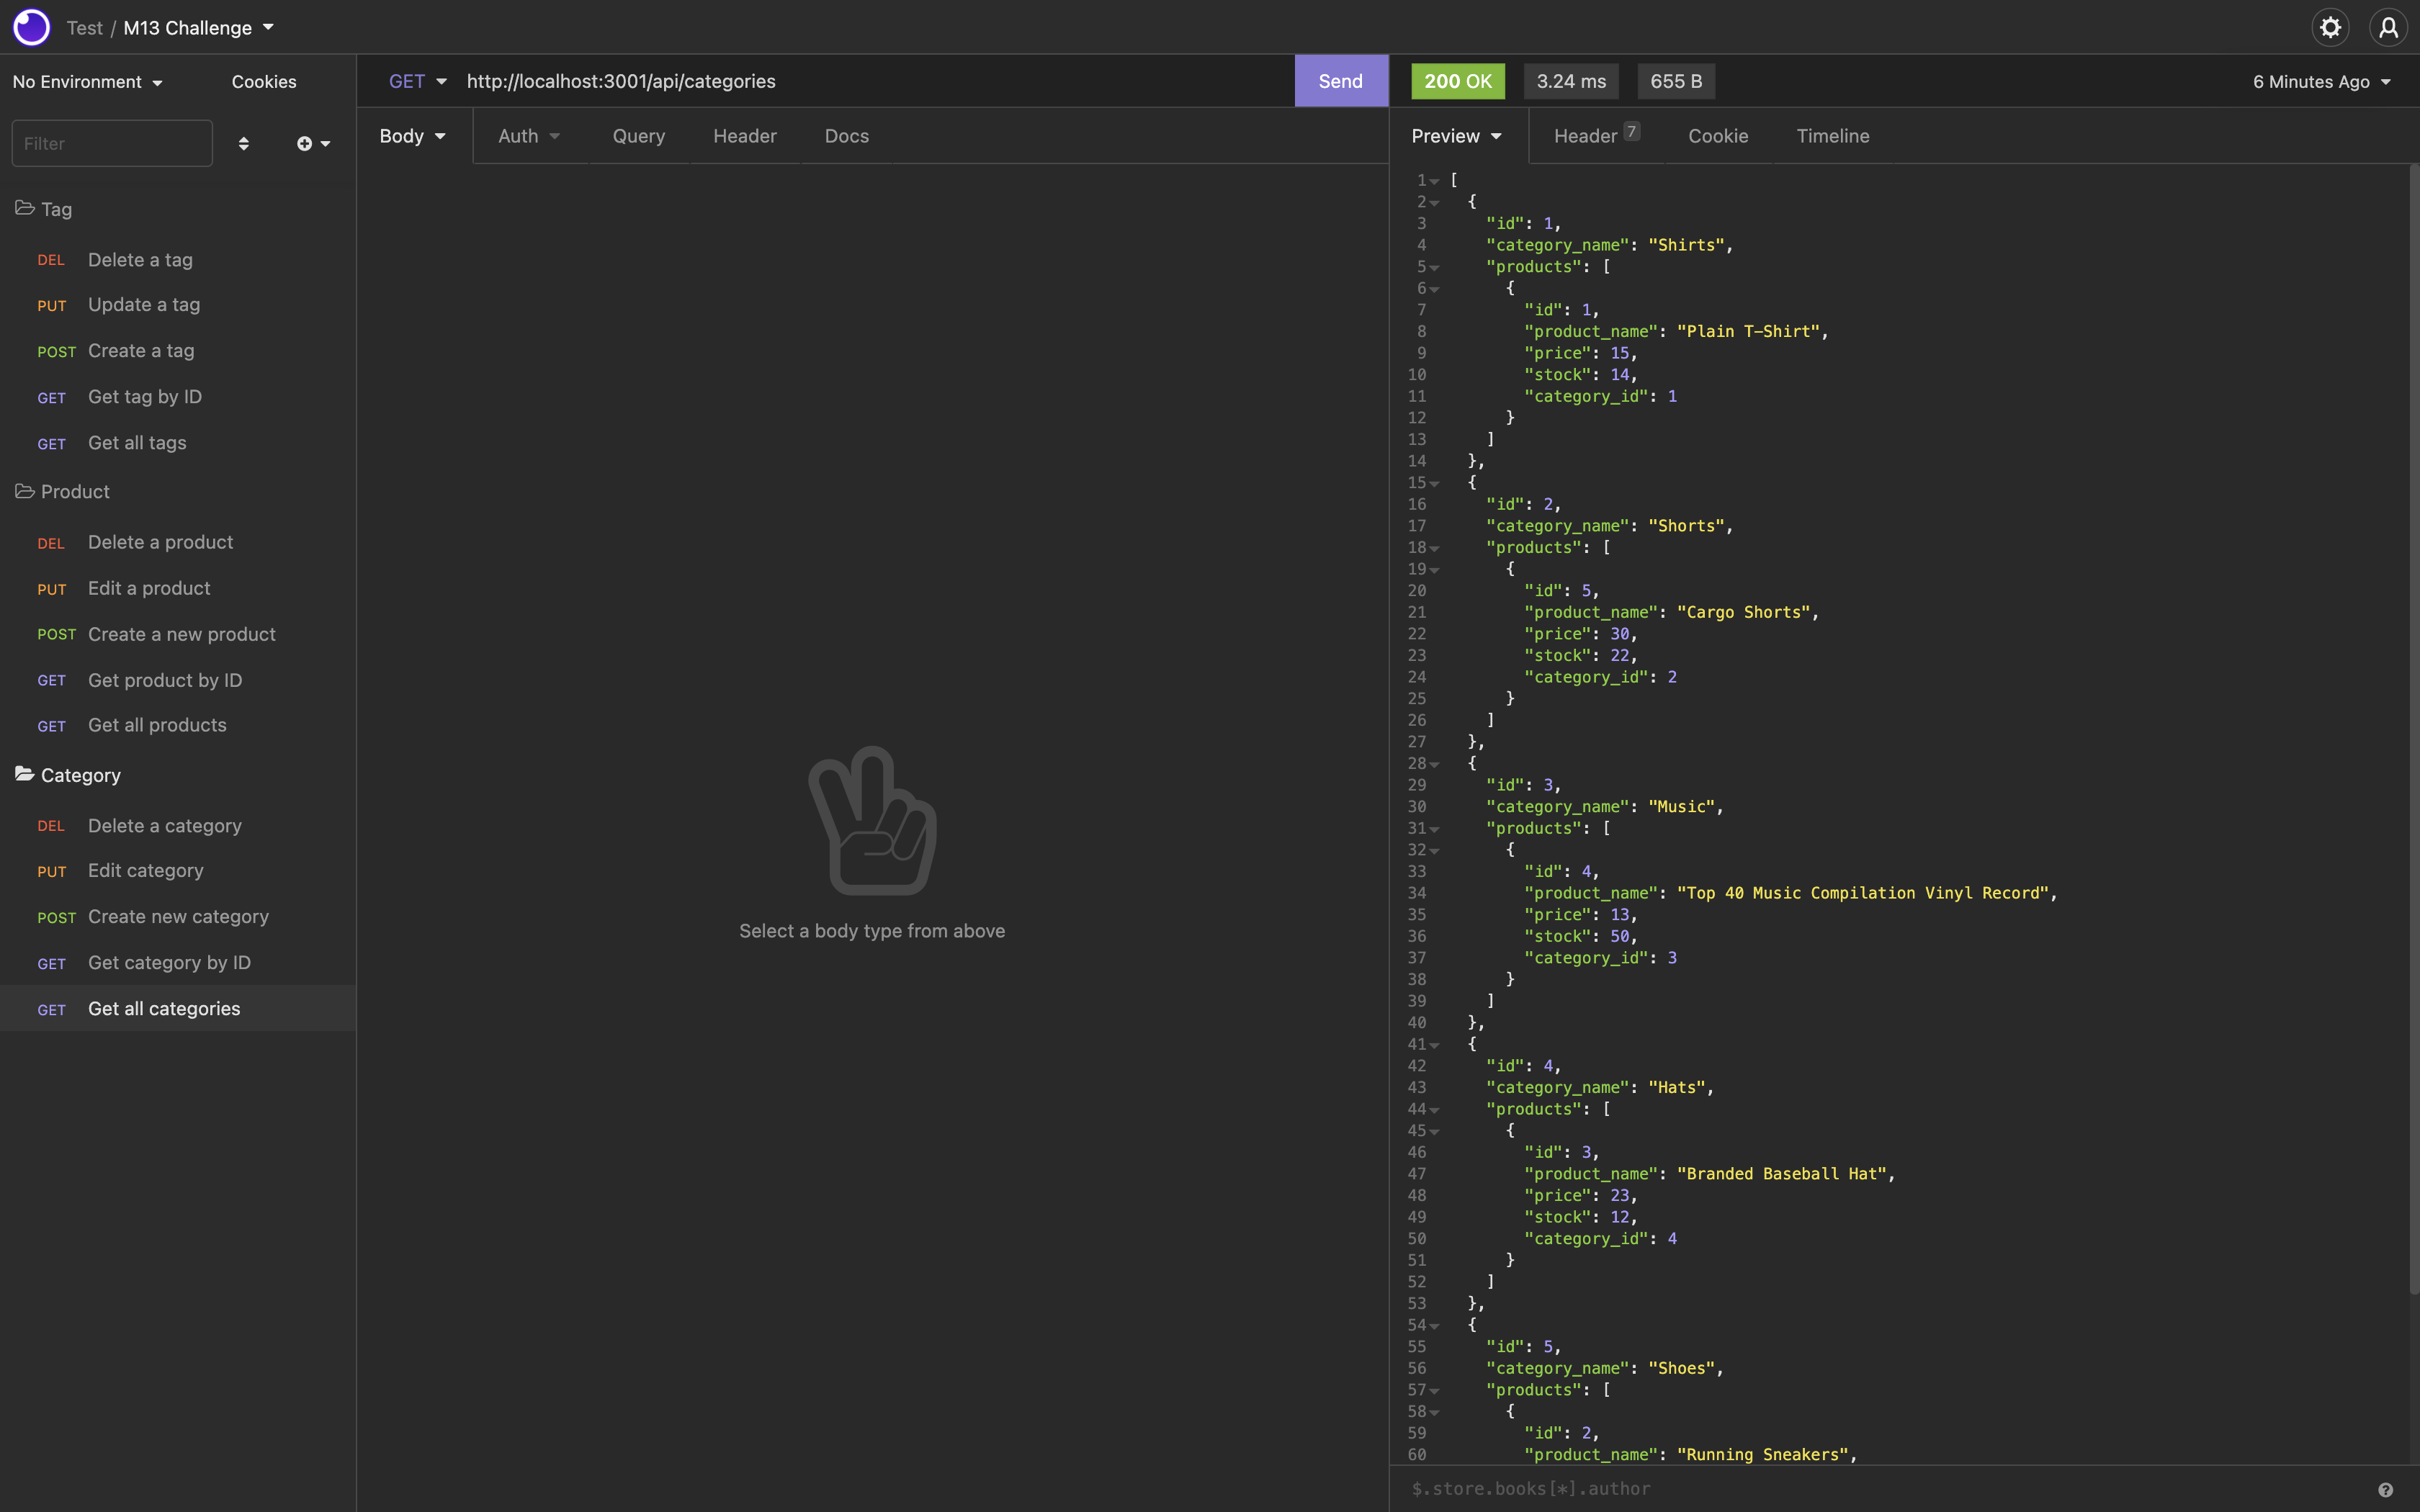 Test / M13 Challenge
No Environment
Cookies
Filter
Tag
DEL Delete a tag
PUT Update a tag
POST Create a tag
GET Get tag by ID
GET Get all tags
Product
DEL Delete a product
PUT Edit a product
POST Create a new product
GET Get product by ID
GET Get all products
Category
DEL Delete a category
PUT Edit category
POST Create new category
GET Get category by ID
GET Get all categories
GET http://localhost:3001/api/categories
Send
Body
Auth
Query
Header
Docs
Select a body type from above
200 OK
3.24 ms
655 B
6 Minutes Ago
Preview
Header 7
Cookie
Timeline
1 [
2 {
3 "id": 1,
4 "category_name": "Shirts",
5 "products": [
6 {
7 "id": 1,
8 "product_name": "Plain T-Shirt",
9 "price": 15,
10 "stock": 14,
11 "category_id": 1
12 }
13 ]
14 },
15 {
16 "id": 2,
17 "category_name": "Shorts",
18 "products": [
19 {
20 "id": 5,
21 "product_name": "Cargo Shorts",
22 "price": 30,
23 "stock": 22,
24 "category_id": 2
25 }
26 ]
27 },
28 {
29 "id": 3,
30 "category_name": "Music",
31 "products": [
32 {
33 "id": 4,
34 "product_name": "Top 40 Music Compilation Vinyl Record",
35 "price": 13,
36 "stock": 50,
37 "category_id": 3
38 }
39 ]
40 },
41 {
42 "id": 4,
43 "category_name": "Hats",
44 "products": [
45 {
46 "id": 3,
47 "product_name": "Branded Baseball Hat",
48 "price": 23,
49 "stock": 12,
50 "category_id": 4
51 }
52 ]
53 },
54 {
55 "id": 5,
56 "category_name": "Shoes",
57 "products": [
58 {
59 "id": 2,
60 "product_name": "Running Sneakers",
$.store.books[*].author